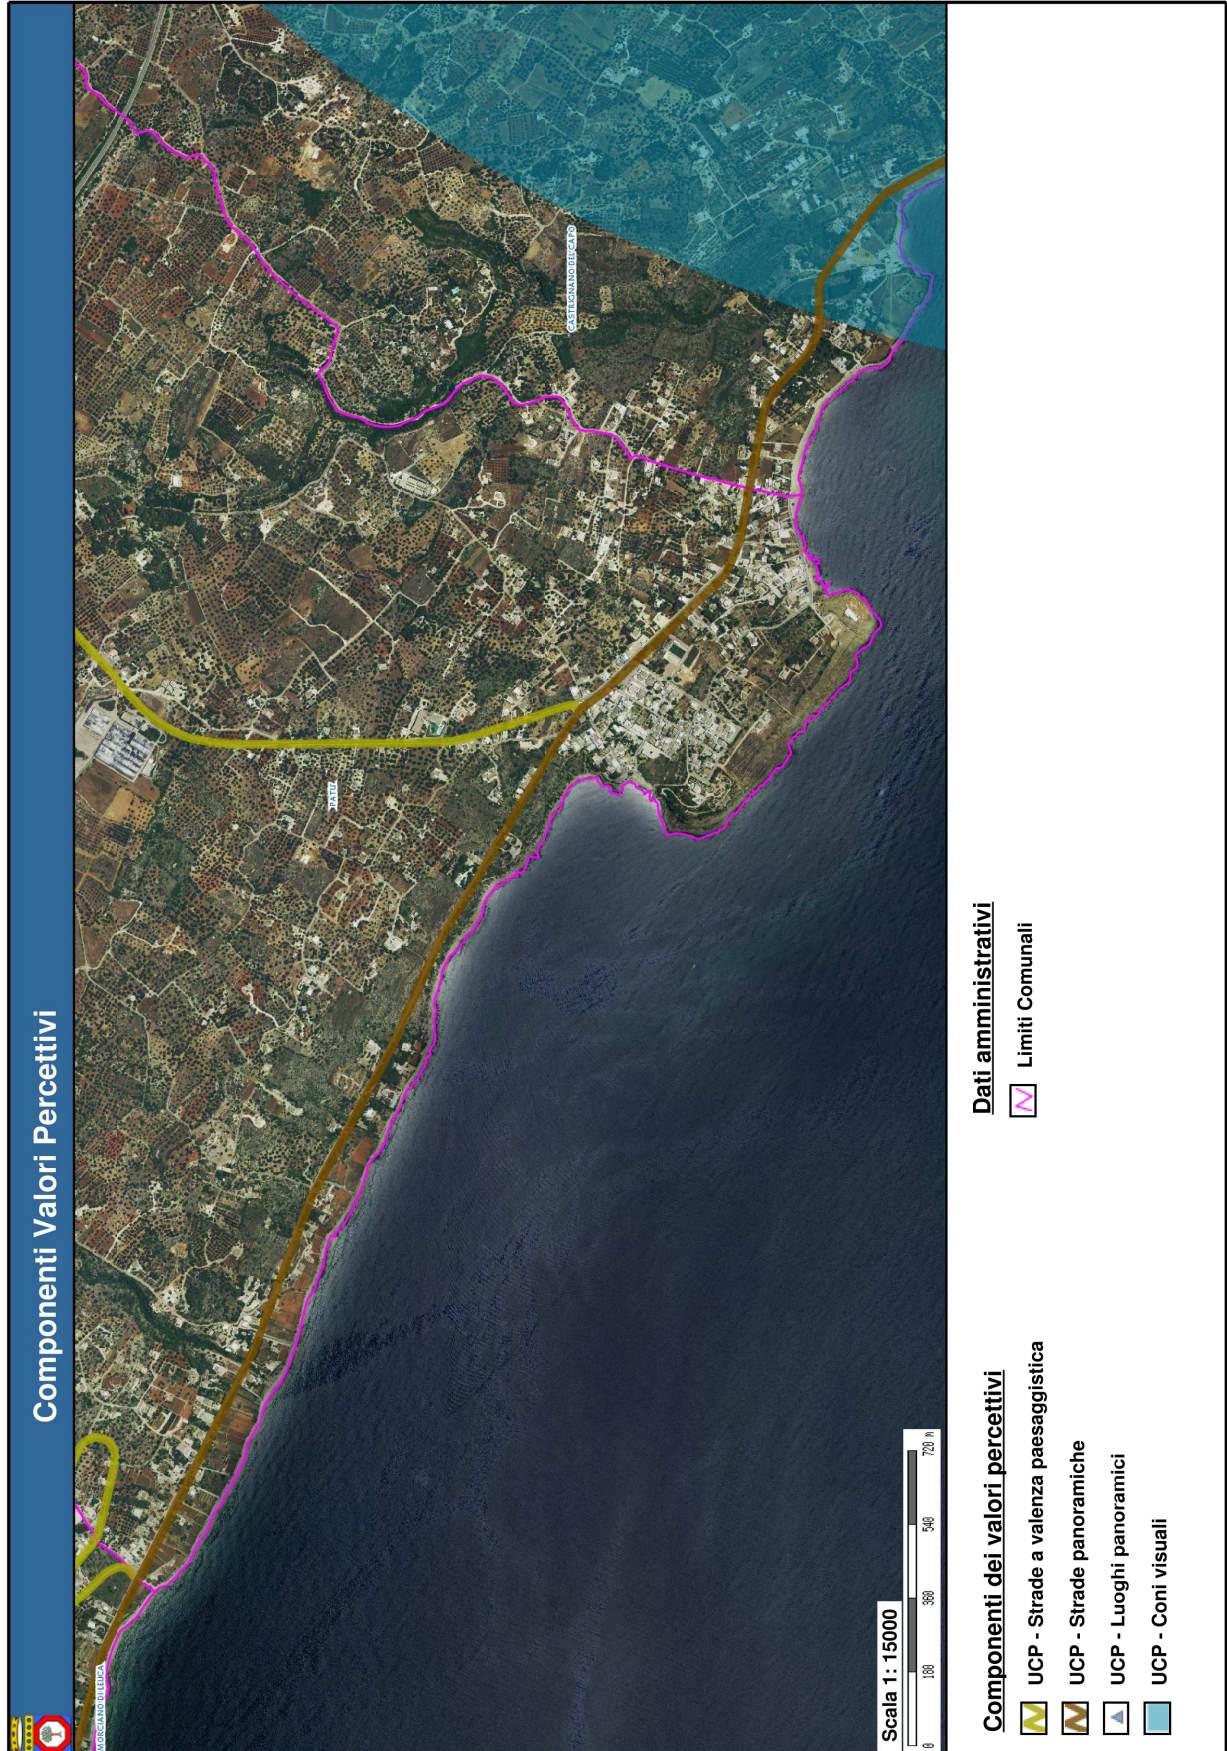 Componenti Valori Percettivi
CASTRIGNANO DEL CAPO
PATU'
MORCIANO DI LEUCA
Scala 1 : 15000
0 180 360 540 720 m
Componenti dei valori percettivi
UCP - Strade a valenza paesaggistica
UCP - Strade panoramiche
UCP - Luoghi panoramici
UCP - Coni visuali
Dati amministrativi
Limiti Comunali